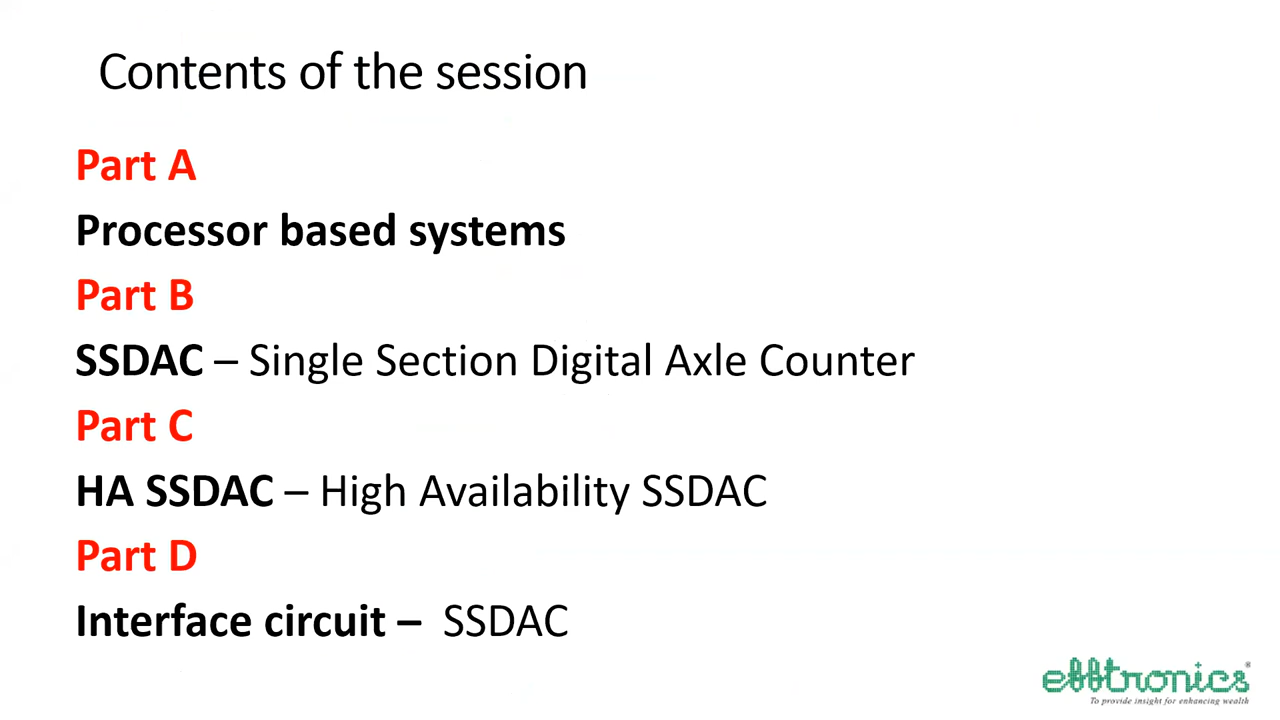 Contents of the session
Part A
Processor based systems
Part B
SSDAC – Single Section Digital Axle Counter
Part C
HA SSDAC – High Availability SSDAC
Part D
Interface circuit – SSDAC
efftronics®
To provide insight for enhancing wealth